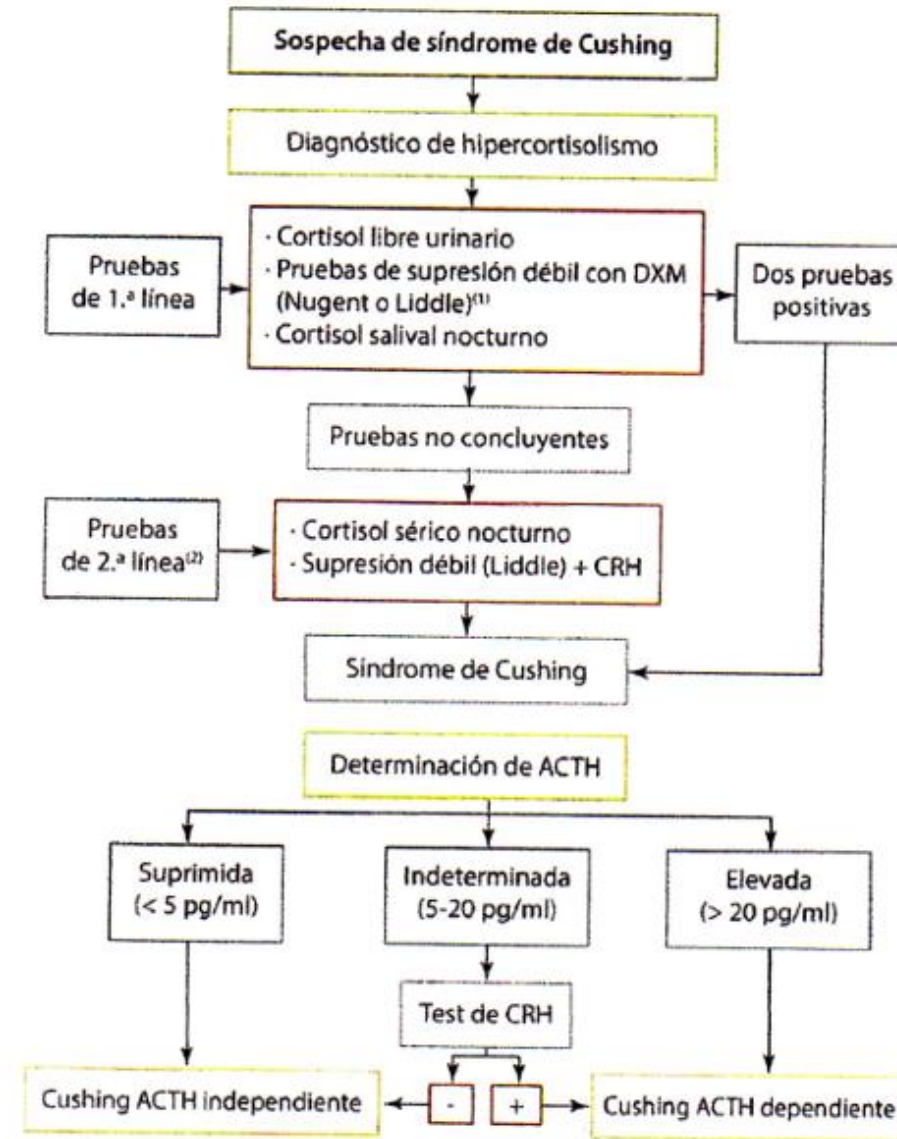 Sospecha de síndrome de Cushing
Diagnóstico de hipercortisolismo
Pruebas
de 1.ª línea
· Cortisol libre urinario
· Pruebas de supresión débil con DXM
(Nugent o Liddle)⁽¹⁾
· Cortisol salival nocturno
Dos pruebas
positivas
Pruebas no concluyentes
Pruebas
de 2.ª línea⁽²⁾
· Cortisol sérico nocturno
· Supresión débil (Liddle) + CRH
Síndrome de Cushing
Determinación de ACTH
Suprimida
(< 5 pg/ml)
Indeterminada
(5-20 pg/ml)
Elevada
(> 20 pg/ml)
Test de CRH
Cushing ACTH independiente
-
+
Cushing ACTH dependiente